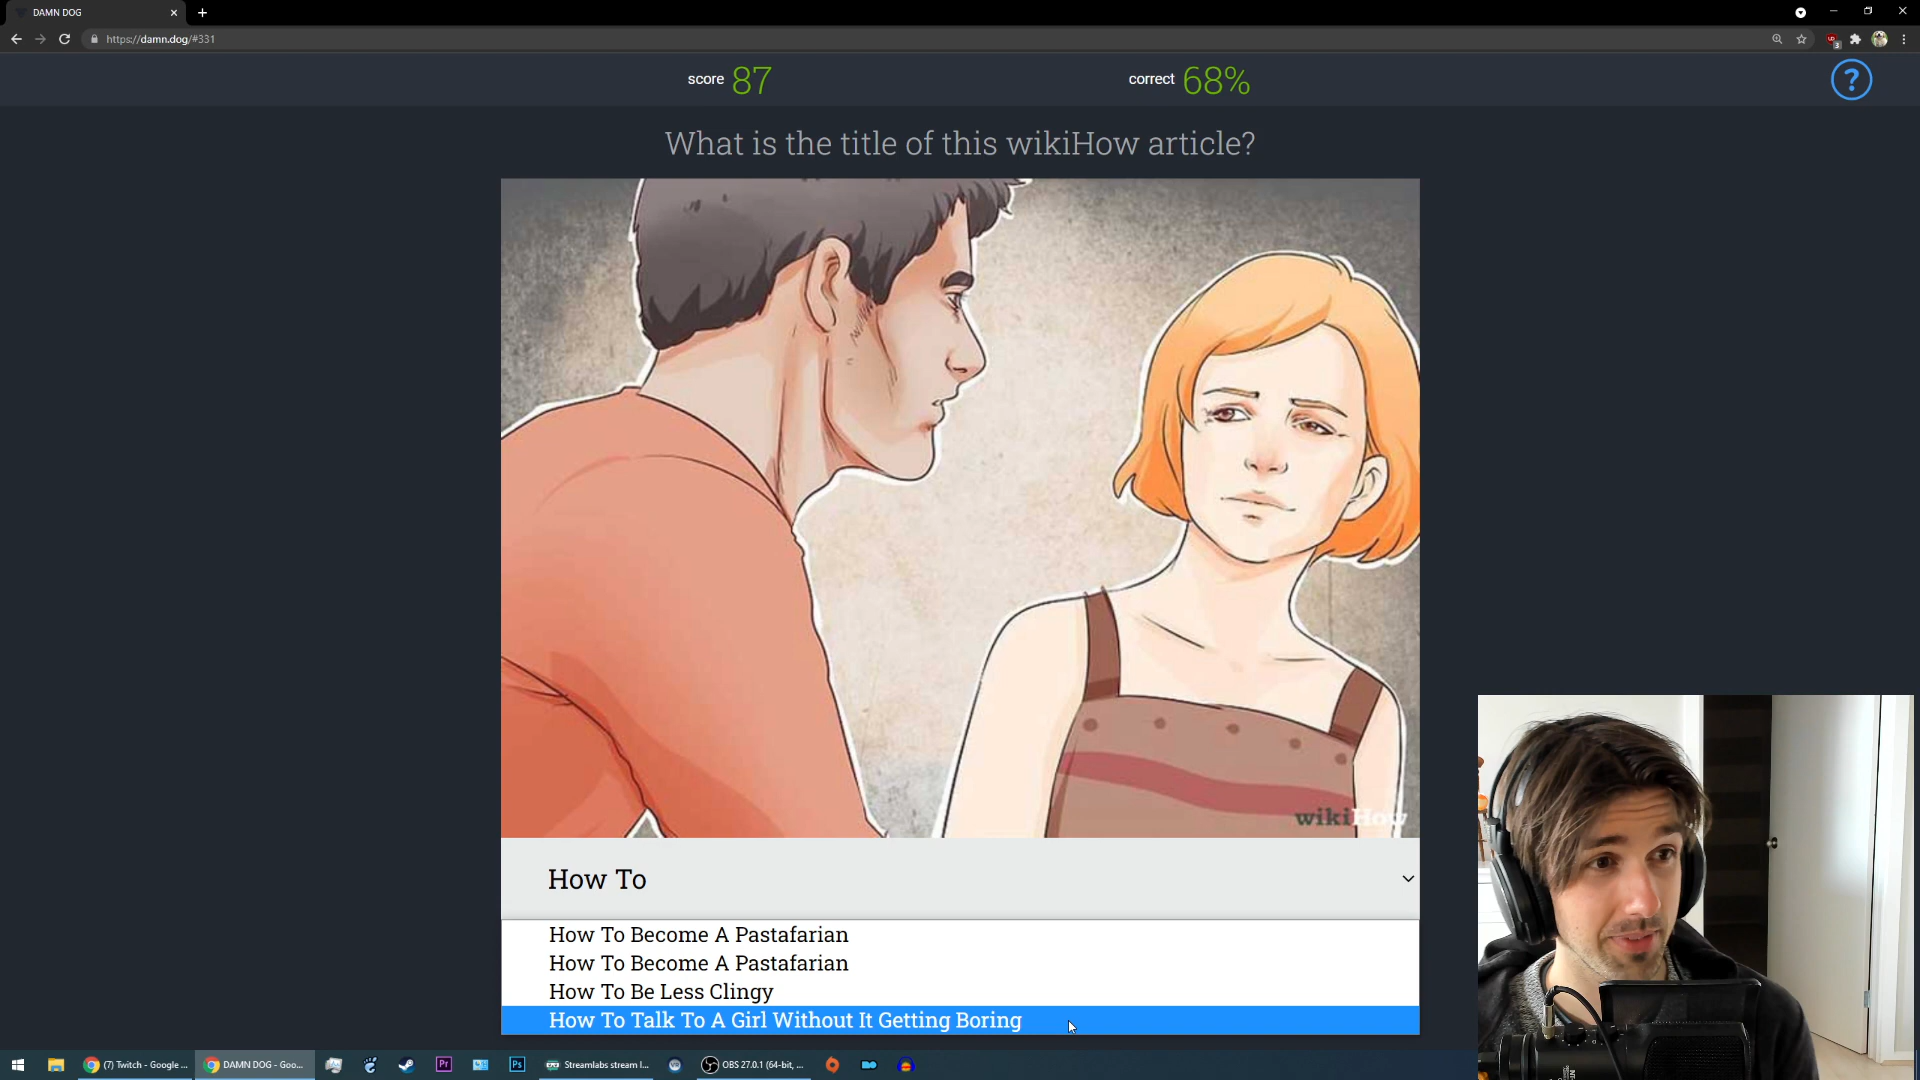 DAMN DOG
https://damn.dog/#331
score 87
correct 68%
?
What is the title of this wikiHow article?
wikiHow
How To
How To Become A Pastafarian
How To Become A Pastafarian
How To Be Less Clingy
How To Talk To A Girl Without It Getting Boring
(7) Twitch - Google ...
DAMN DOG - Goo...
Pr
Ps
Streamlabs stream l...
OBS 27.0.1 (64-bit, ...